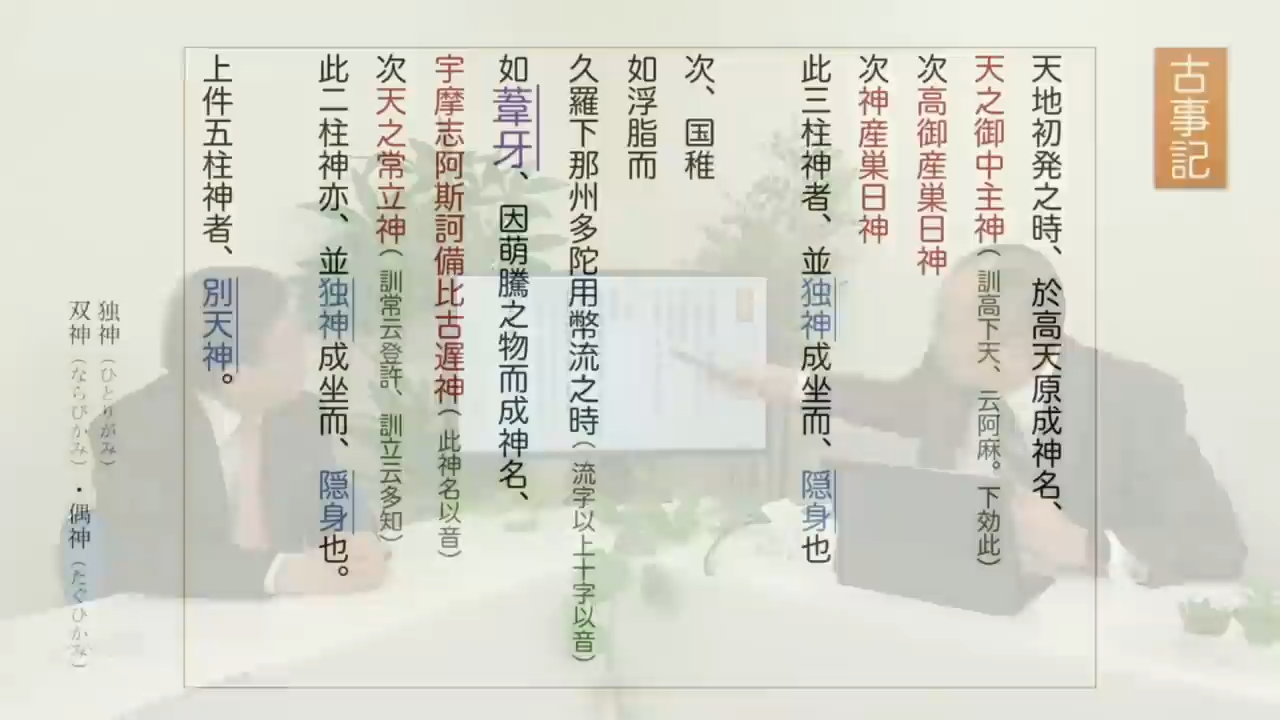 古事記
天地初発之時、於高天原成神名、
天之御中主神（訓高下天、云阿麻。下効此）
次高御産巣日神
次神産巣日神
此三柱神者、並独神成坐而、隠身也
次、国稚
如浮脂而
久羅下那州多陀用幣流之時（流字以上十字以音）
如葦牙、因萌騰之物而成神名、
宇摩志阿斯訶備比古遅神（此神名以音）
次天之常立神（訓常云登許、訓立云多知）
此二柱神亦、並独神成坐而、隠身也。
上件五柱神者、別天神。
独神（ひとりがみ）
双神（ならびかみ）・偶神（たぐひかみ）